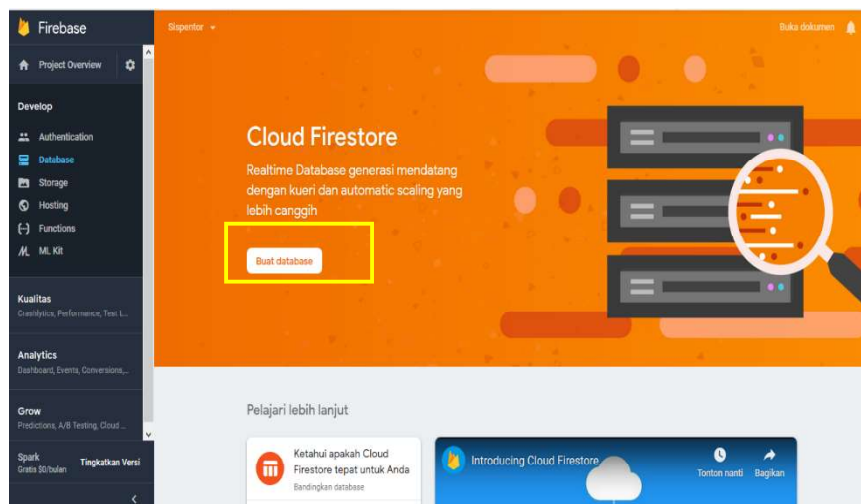 Firebase
Sispentor
Buka dokumen
Project Overview
Develop
Authentication
Database
Storage
Hosting
Functions
ML Kit
Kualitas
Crashlytics, Performance, Test L...
Analytics
Dashboard, Events, Conversions,...
Grow
Predictions, A/B Testing, Cloud ...
Spark
Gratis $0/bulan
Tingkatkan Versi
Cloud Firestore
Realtime Database generasi mendatang
dengan kueri dan automatic scaling yang
lebih canggih
Buat database
Pelajari lebih lanjut
Ketahui apakah Cloud
Firestore tepat untuk Anda
Bandingkan database
Introducing Cloud Firestore
Tonton nanti
Bagikan